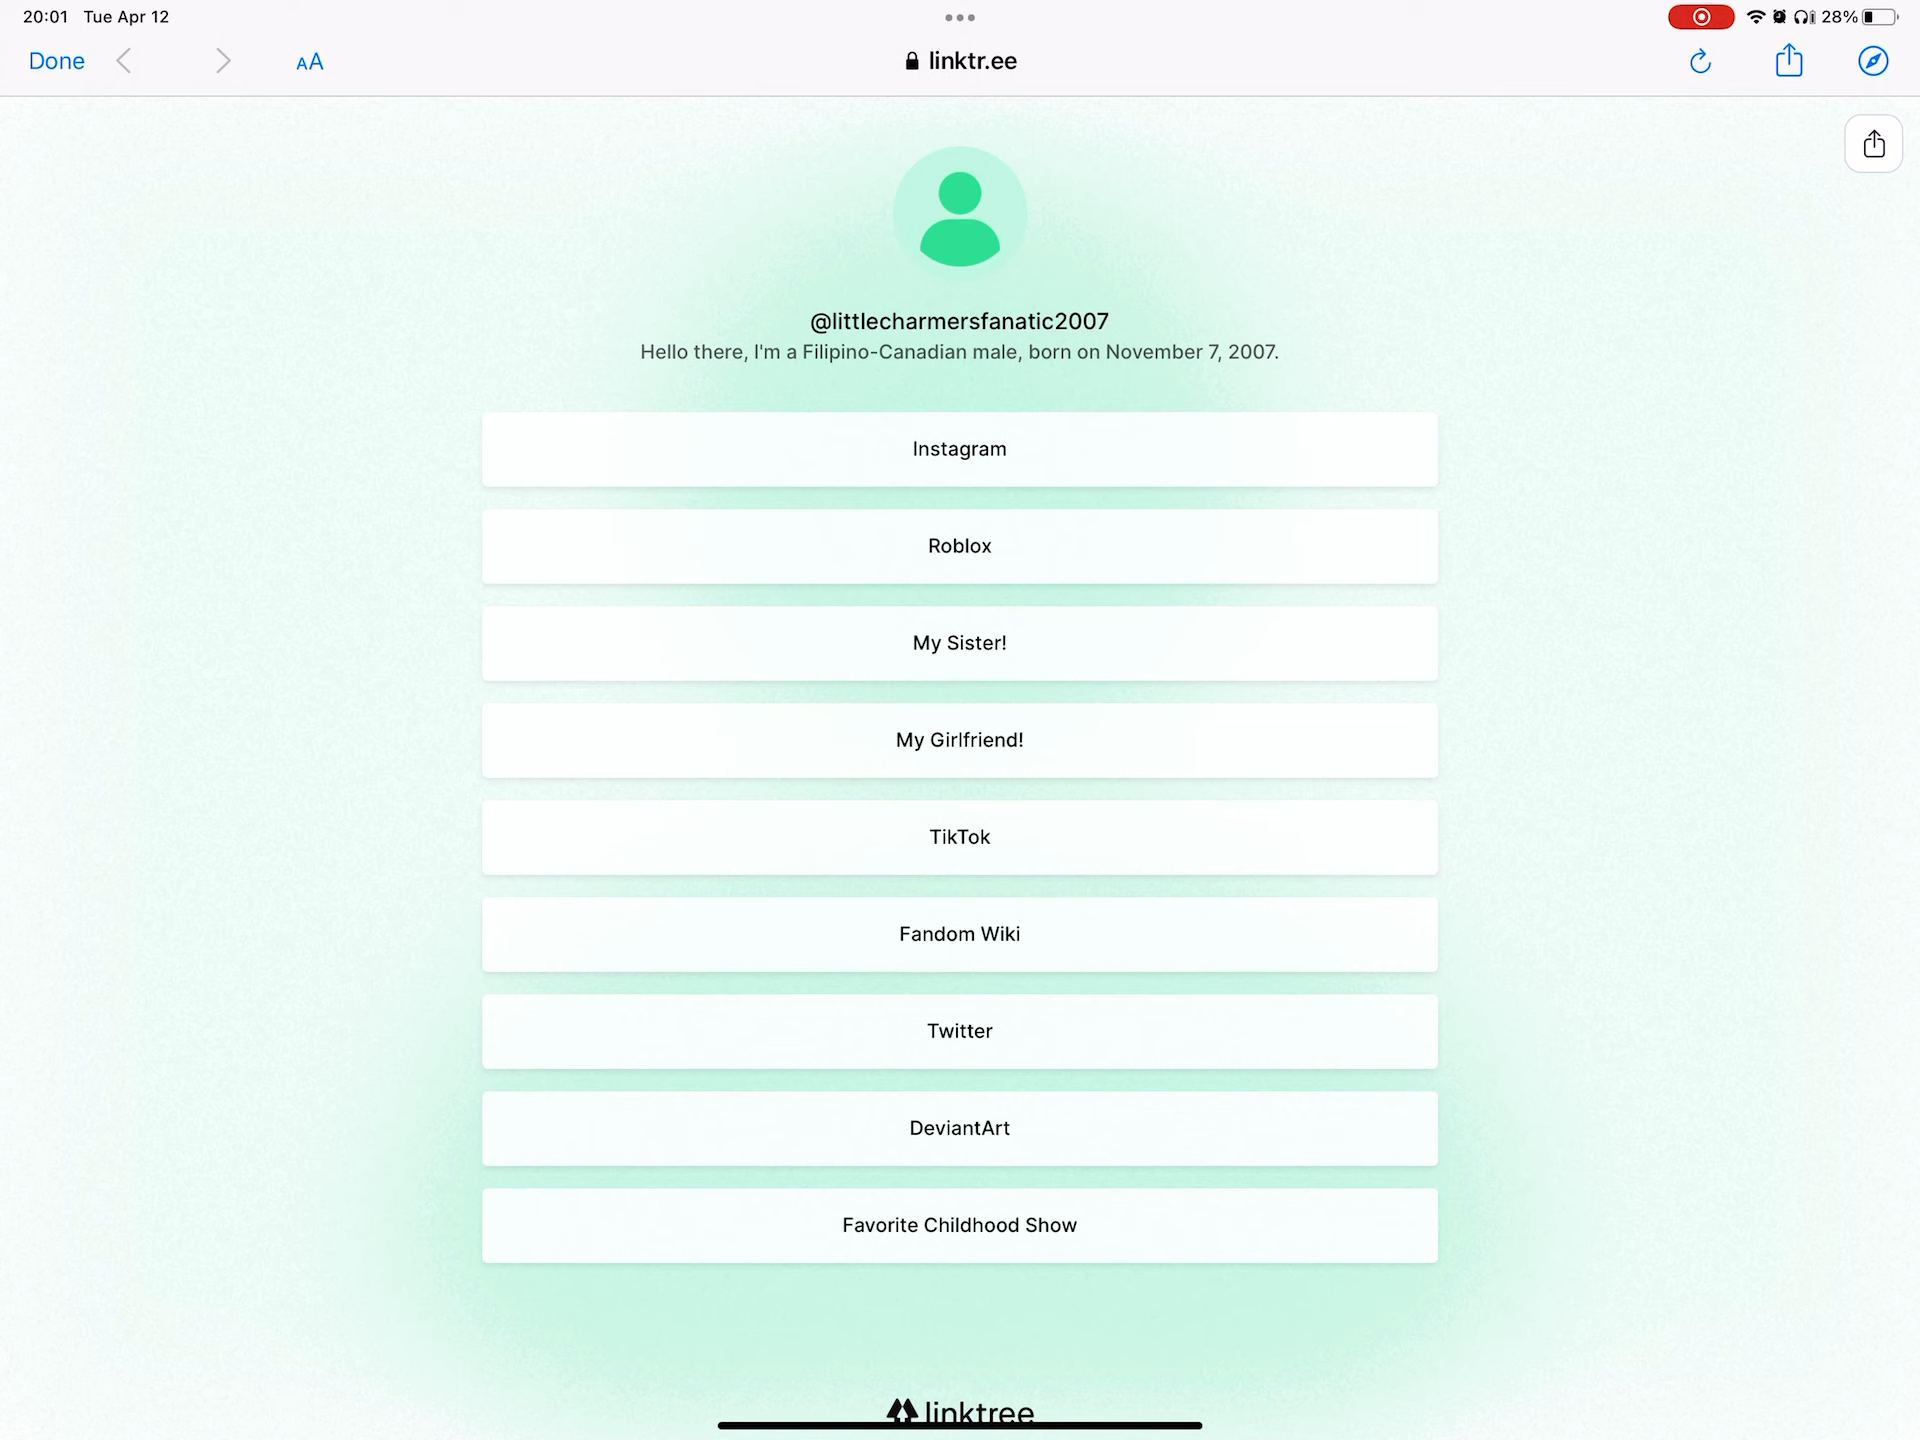 20:01 Tue Apr 12
28%
Done
AA
linktr.ee
@littlecharmersfanatic2007
Hello there, I'm a Filipino-Canadian male, born on November 7, 2007.
Instagram
Roblox
My Sister!
My Girlfriend!
TikTok
Fandom Wiki
Twitter
DeviantArt
Favorite Childhood Show
linktree